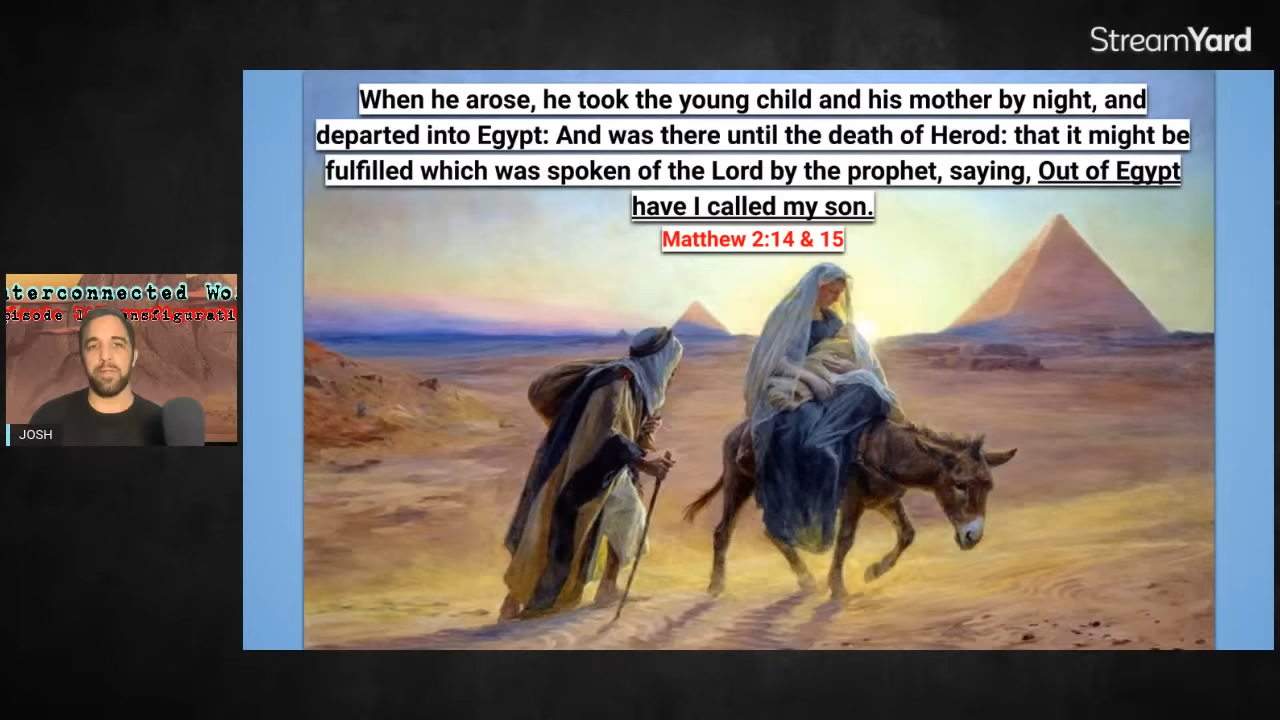 StreamYard
When he arose, he took the young child and his mother by night, and
departed into Egypt: And was there until the death of Herod: that it might be
fulfilled which was spoken of the Lord by the prophet, saying, Out of Egypt
have I called my son.
Matthew 2:14 & 15
terconnected Wo
JOSH